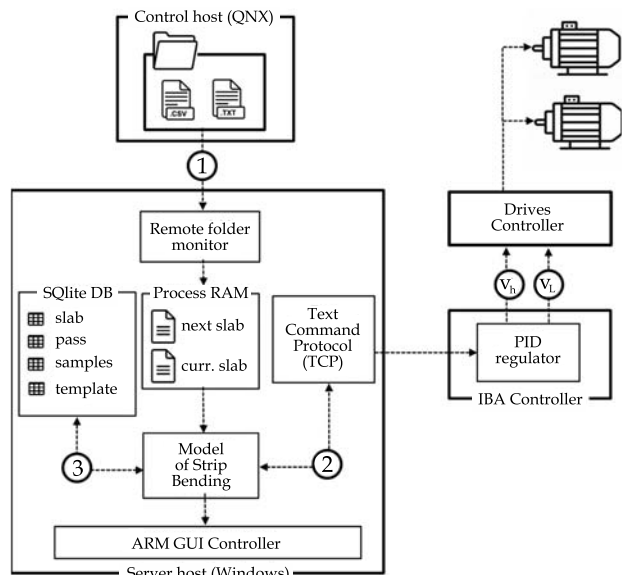 Control host (QNX)
.CSV
.TXT
1
Remote folder
monitor
SQlite DB
slab
pass
samples
template
Process RAM
next slab
curr. slab
Text
Command
Protocol
(TCP)
3
Model
of Strip
Bending
2
ARM GUI Controller
Server host (Windows)
Drives
Controller
Vh
VL
PID
regulator
IBA Controller